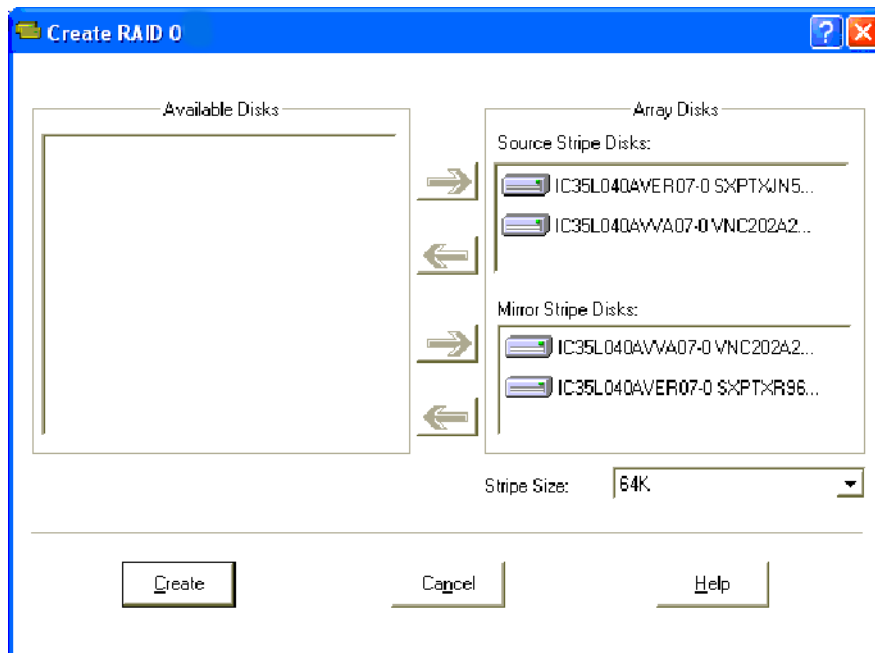 Create RAID 0
Available Disks
Array Disks
Source Stripe Disks:
IC35L040AVER07-0 SXPTXJN5...
IC35L040AVVA07-0 VNC202A2...
Mirror Stripe Disks:
IC35L040AVVA07-0 VNC202A2...
IC35L040AVER07-0 SXPTXR96...
Stripe Size:
64K
Create
Cancel
Help